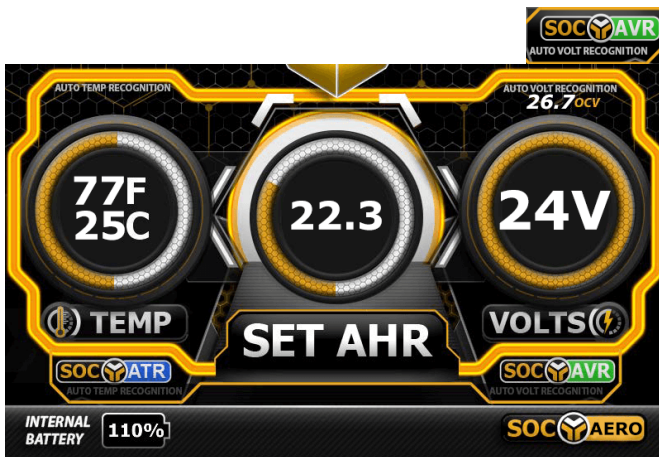 SOC AVR
AUTO VOLT RECOGNITION
AUTO TEMP RECOGNITION
AUTO VOLT RECOGNITION
26.7OCV
77F
25C
22.3
24V
TEMP
SET AHR
VOLTS
SOC ATR
AUTO TEMP RECOGNITION
SOC AVR
AUTO VOLT RECOGNITION
INTERNAL
BATTERY
110%
SOC AERO